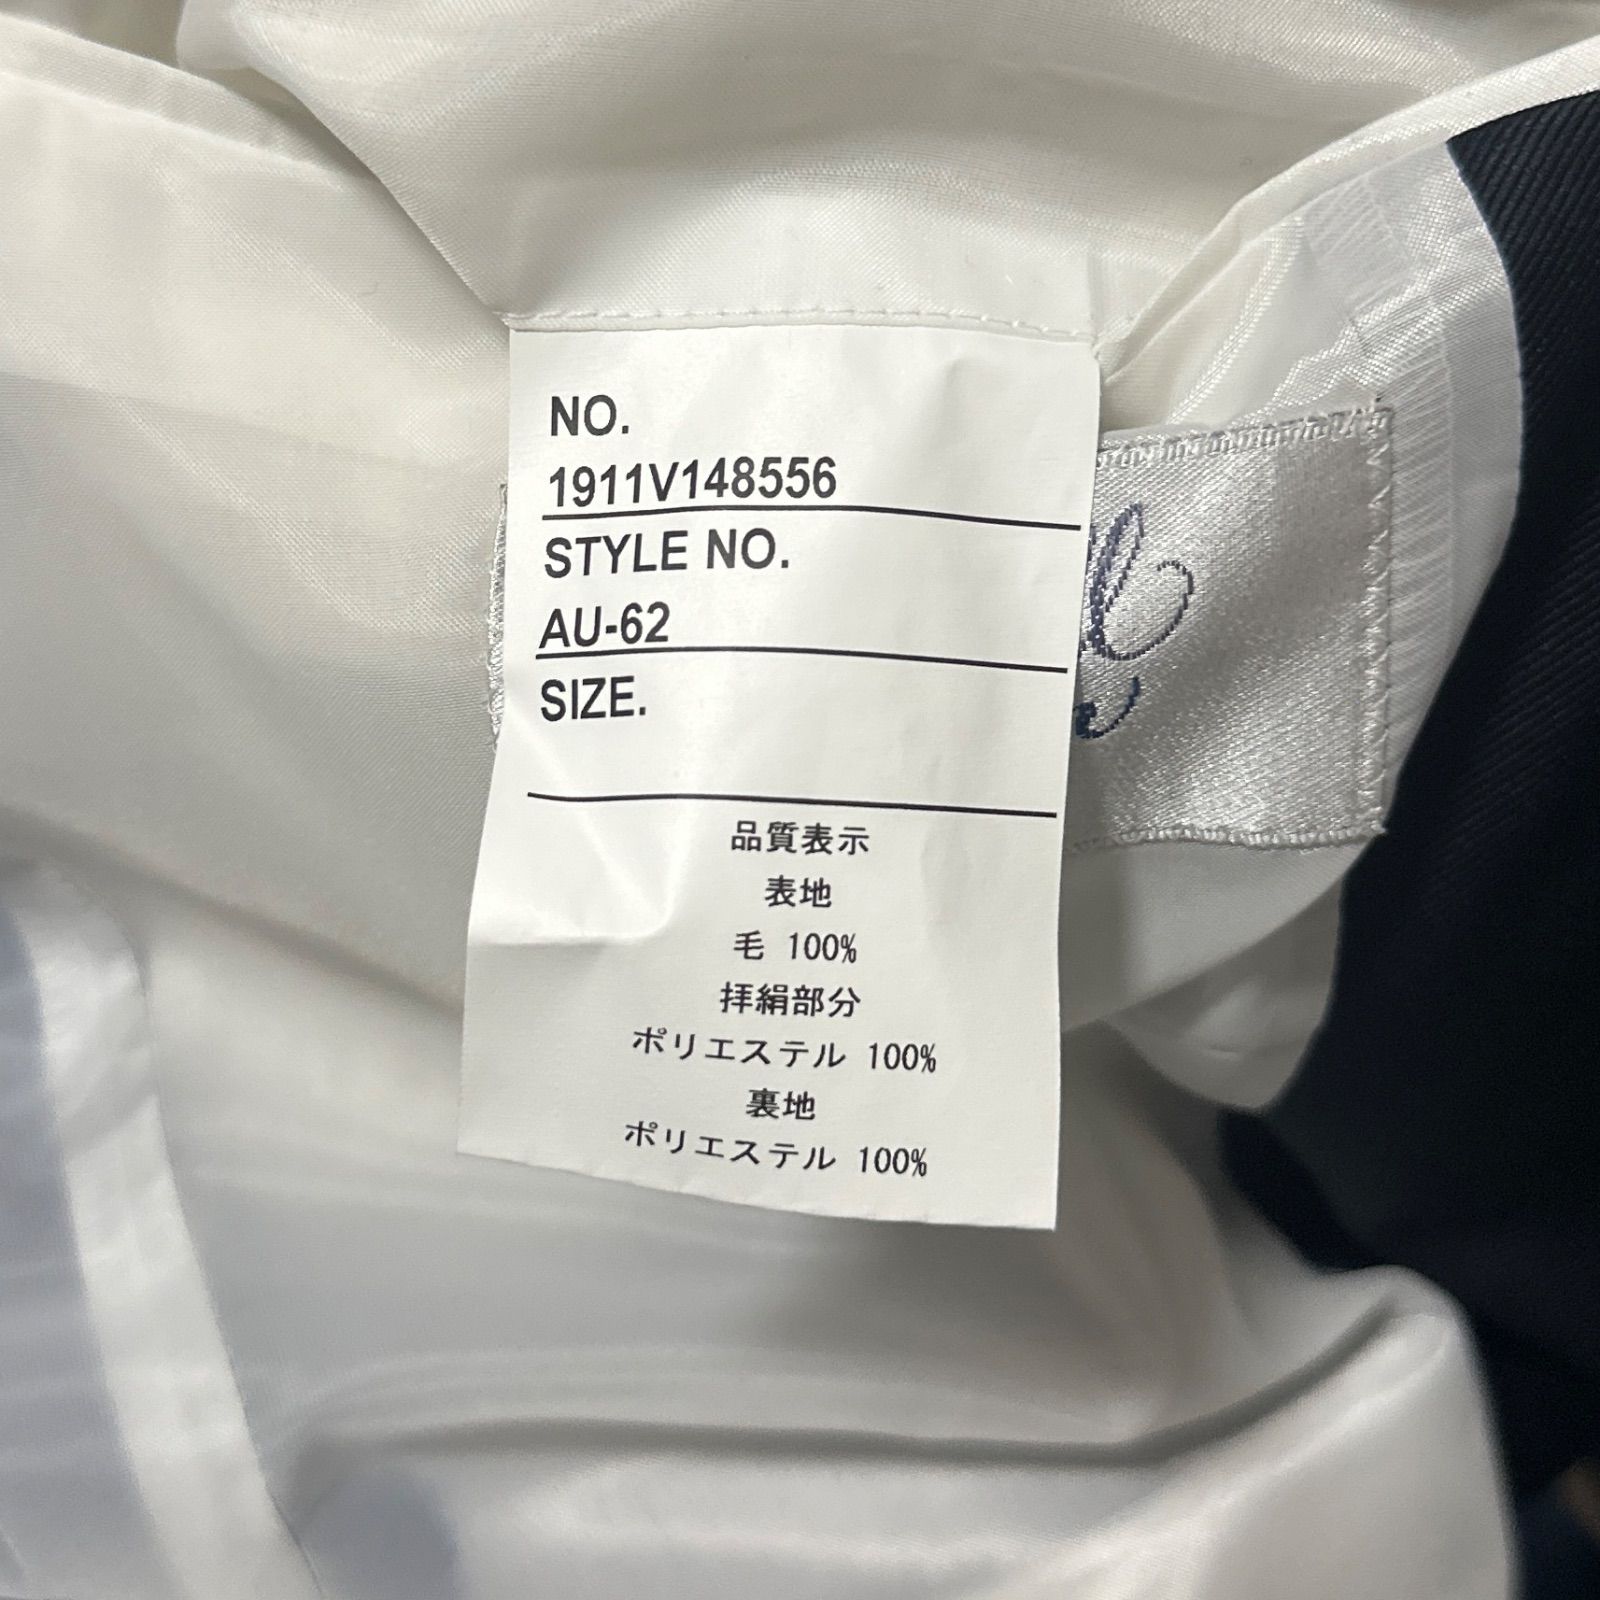 NO.
1911V148556
STYLE NO.
AU-62
SIZE.
品質表示
表地
毛 100%
拝絹部分
ポリエステル 100%
裏地
ポリエステル 100%